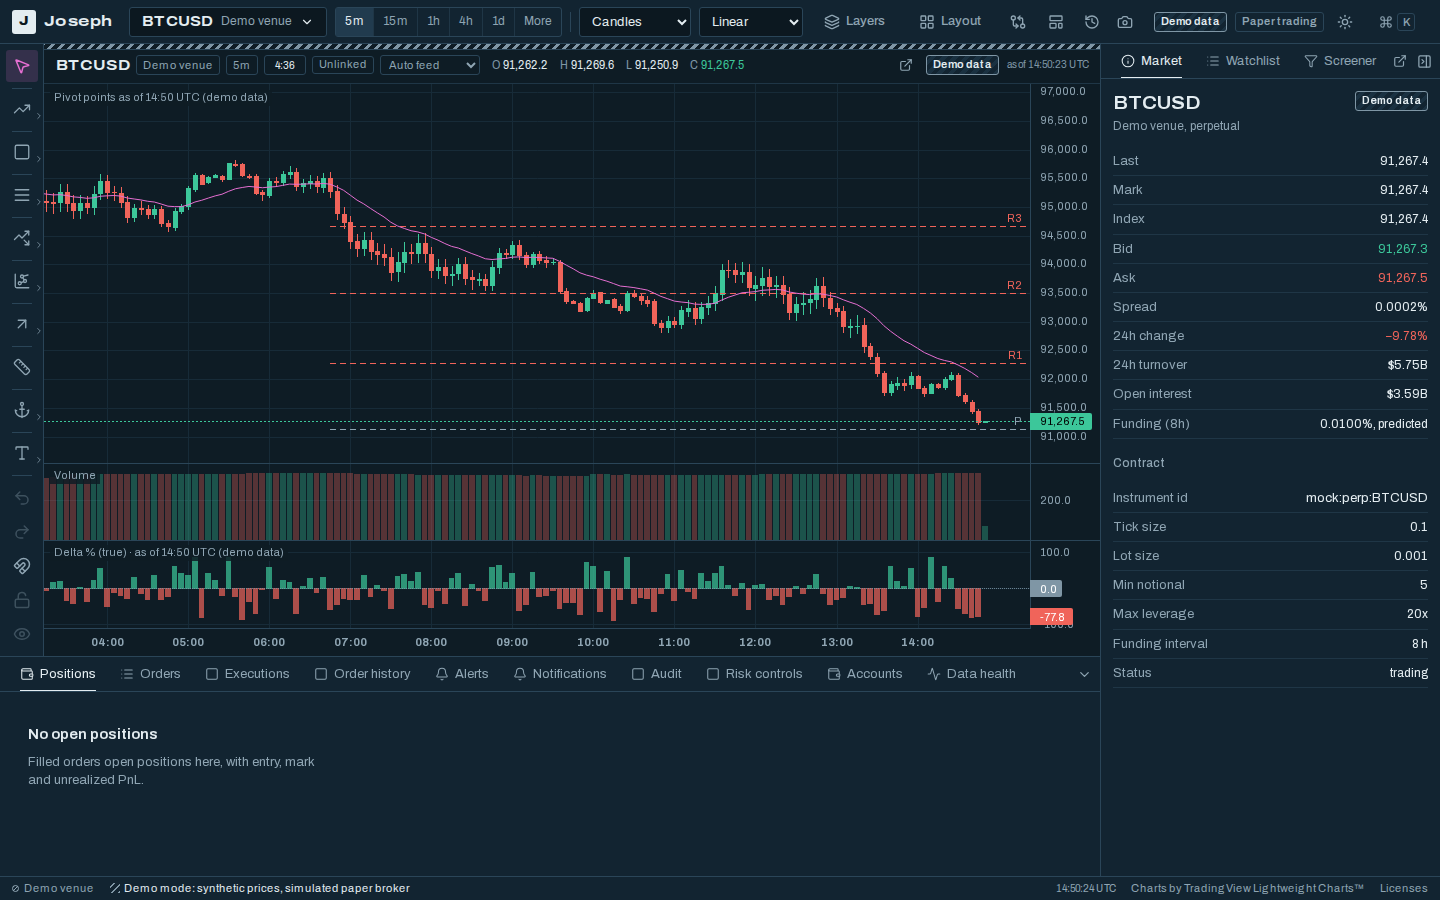 J Joseph BTCUSD Demo venue 5m 15m 1h 4h 1d More Candles Linear Layers Layout Demo data Paper trading ⌘ K
BTCUSD Demo venue 5m 4:36 Unlinked Auto feed O 91,262.2 H 91,269.6 L 91,250.9 C 91,267.5 Demo data as of 14:50:23 UTC
Pivot points as of 14:50 UTC (demo data)
97,000.0
96,500.0
96,000.0
95,500.0
95,000.0
R3
94,500.0
94,000.0
R2
93,500.0
93,000.0
92,500.0
R1
92,000.0
91,500.0
P 91,267.5
91,000.0
Volume
200.0
Delta % (true) · as of 14:50 UTC (demo data)
100.0
0.0
-77.8
04:00 05:00 06:00 07:00 08:00 09:00 10:00 11:00 12:00 13:00 14:00
Market Watchlist Screener
BTCUSD Demo data
Demo venue, perpetual
Last 91,267.4
Mark 91,267.4
Index 91,267.4
Bid 91,267.3
Ask 91,267.5
Spread 0.0002%
24h change −9.78%
24h turnover $5.75B
Open interest $3.59B
Funding (8h) 0.0100%, predicted
Contract
Instrument id mock:perp:BTCUSD
Tick size 0.1
Lot size 0.001
Min notional 5
Max leverage 20x
Funding interval 8 h
Status trading
Positions Orders Executions Order history Alerts Notifications Audit Risk controls Accounts Data health
No open positions
Filled orders open positions here, with entry, mark
and unrealized PnL.
Demo venue Demo mode: synthetic prices, simulated paper broker 14:50:24 UTC Charts by TradingView Lightweight Charts™ Licenses